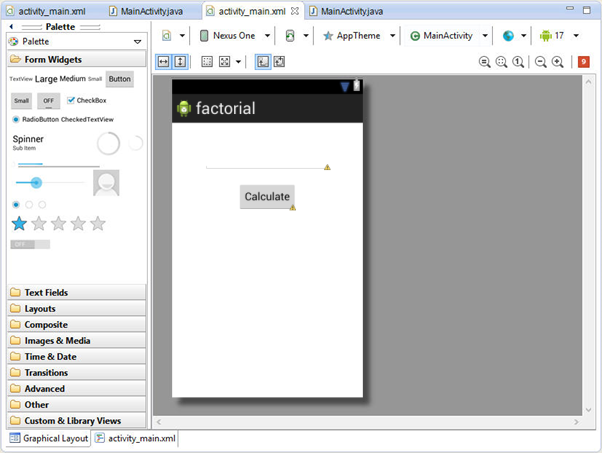 activity_main.xml MainActivity.java activity_main.xml MainActivity.java
Palette
Palette
Nexus One AppTheme MainActivity 17
Form Widgets
9
TextView Large Medium Small Button
Small OFF CheckBox
RadioButton CheckedTextView
Spinner
Sub Item
OFF
factorial
Calculate
Text Fields
Layouts
Composite
Images & Media
Time & Date
Transitions
Advanced
Other
Custom & Library Views
Graphical Layout activity_main.xml